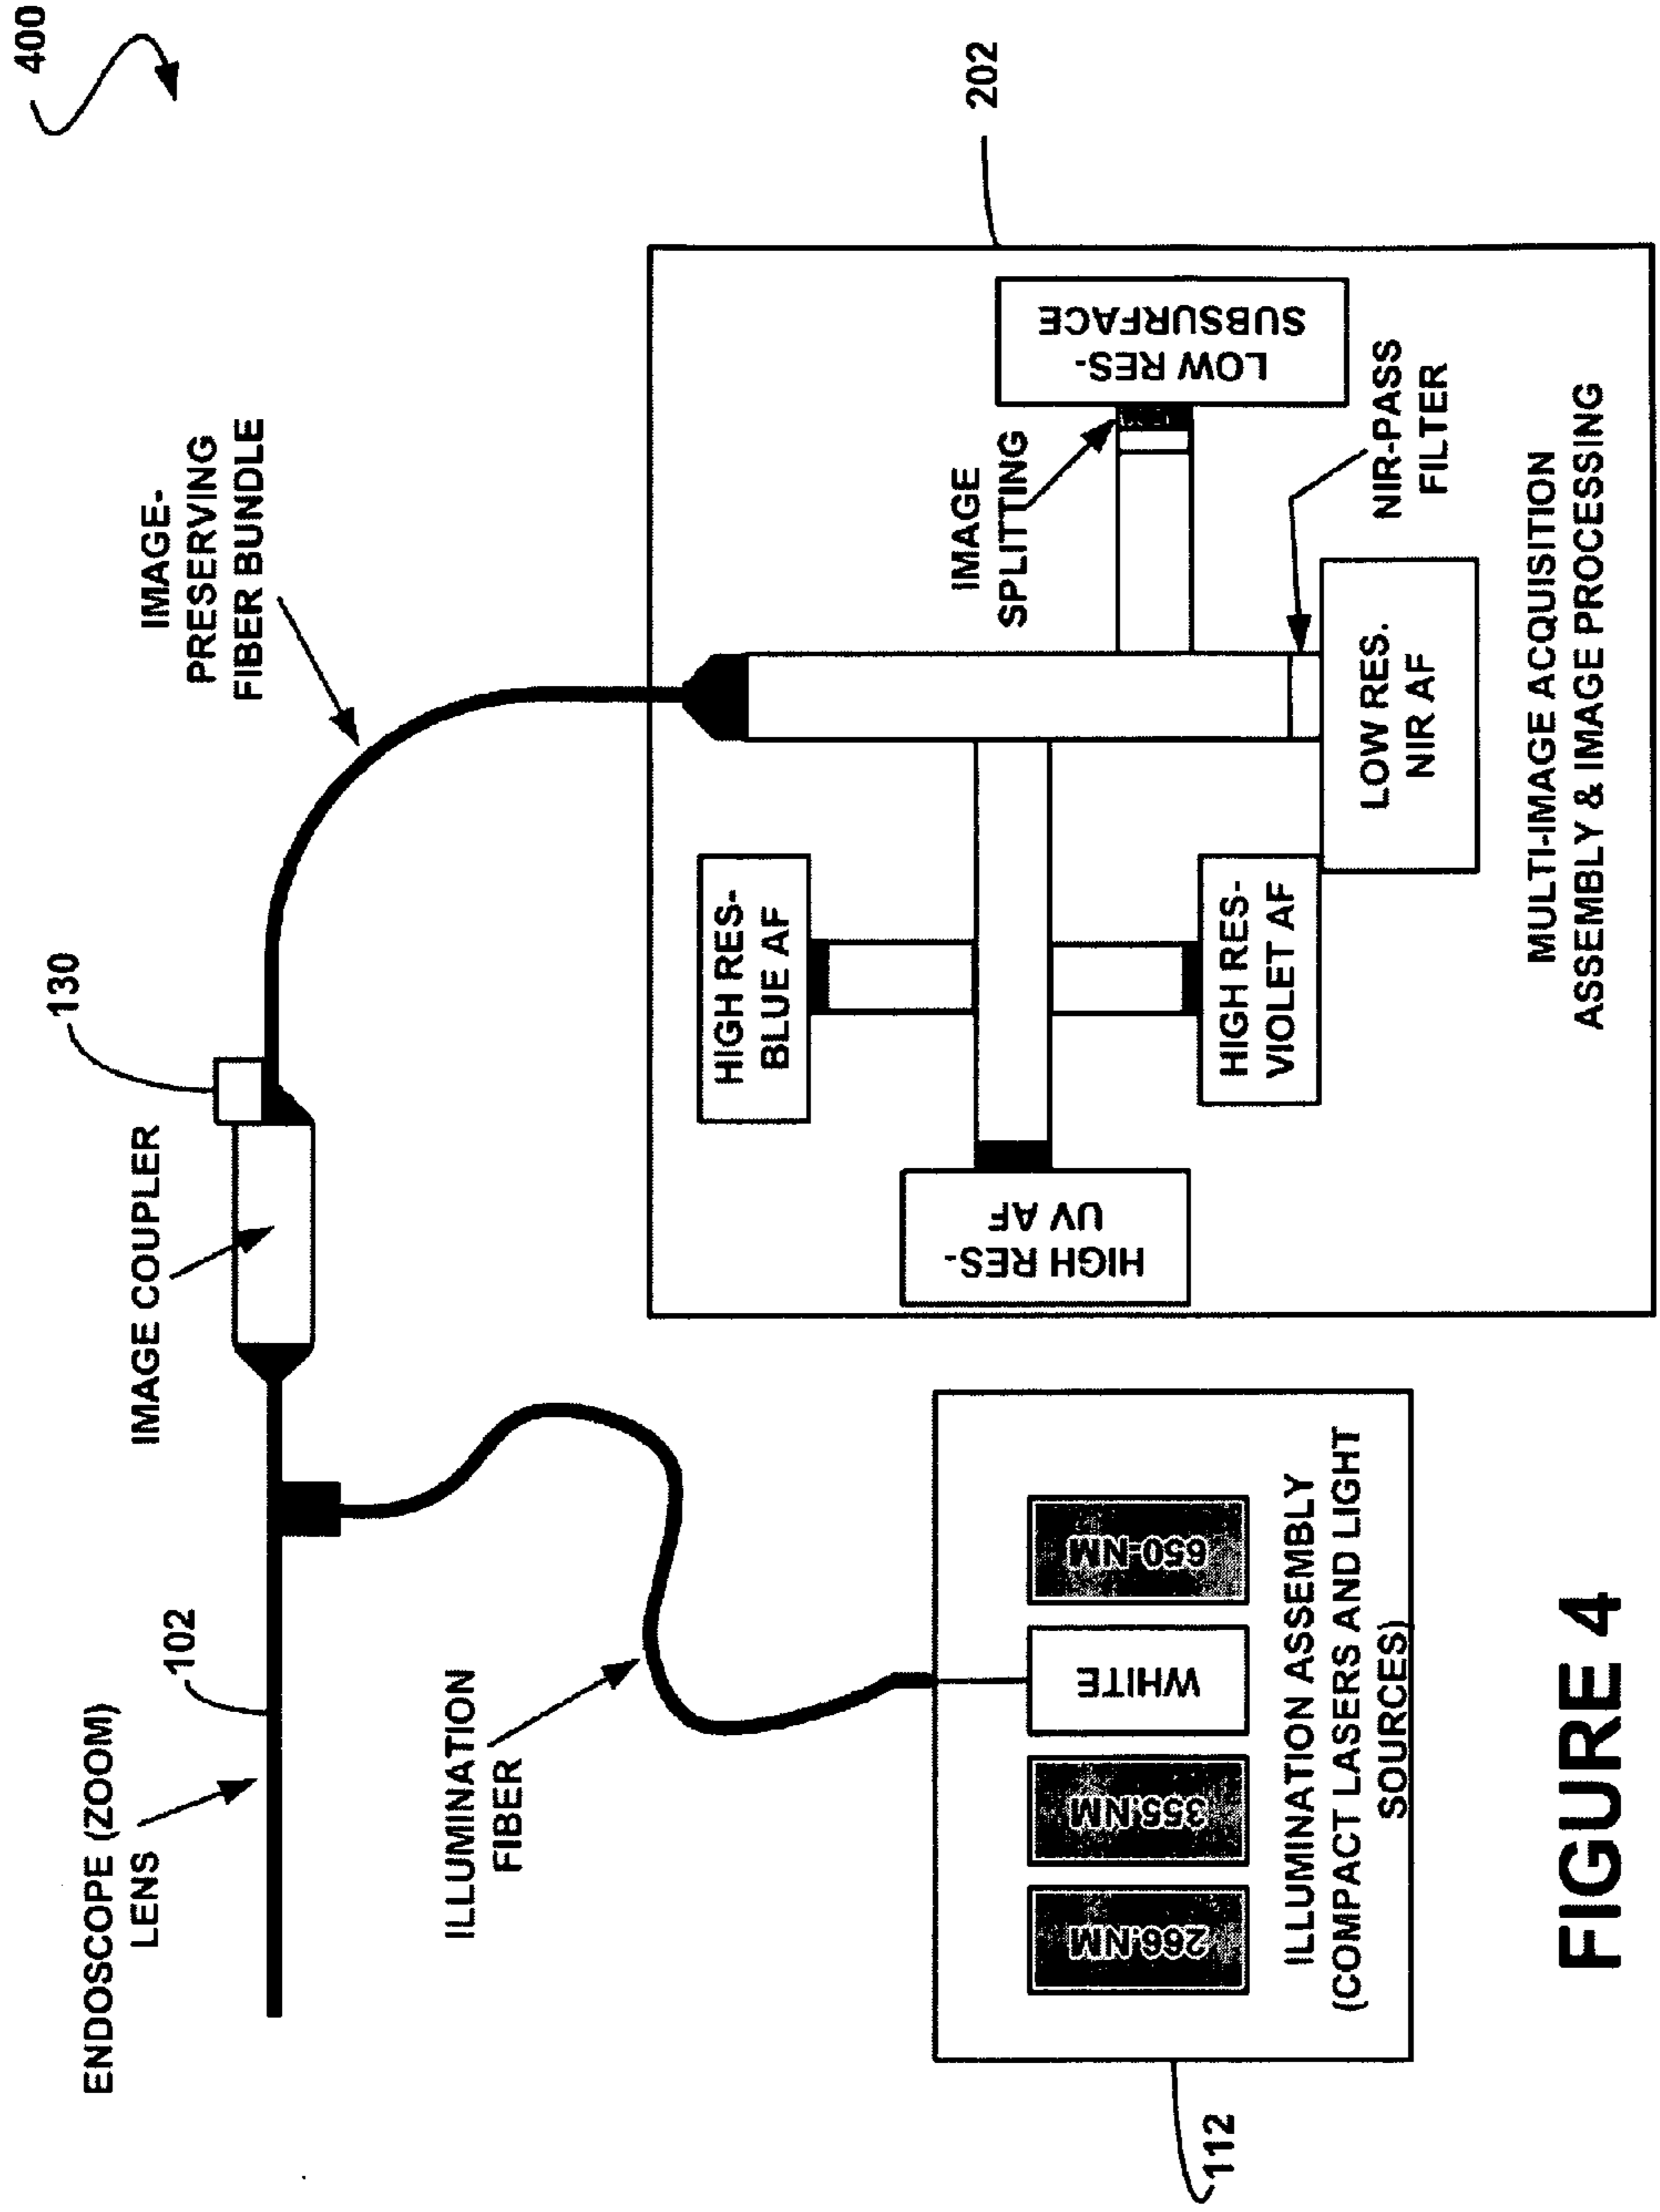 400
130
102
ENDOSCOPE (ZOOM)
LENS
IMAGE COUPLER
IMAGE-
PRESERVING
FIBER BUNDLE
202
ILLUMINATION
FIBER
266-NM
355-NM
WHITE
650-NM
ILLUMINATION ASSEMBLY
(COMPACT LASERS AND LIGHT
SOURCES)
112
HIGH RES-
UV AF
HIGH RES-
BLUE AF
HIGH RES-
VIOLET AF
IMAGE
SPLITTING
LOW RES-
SUBSURFACE
LOW RES.
NIR AF
NIR-PASS
FILTER
MULTI-IMAGE ACQUISITION
ASSEMBLY & IMAGE PROCESSING
FIGURE 4